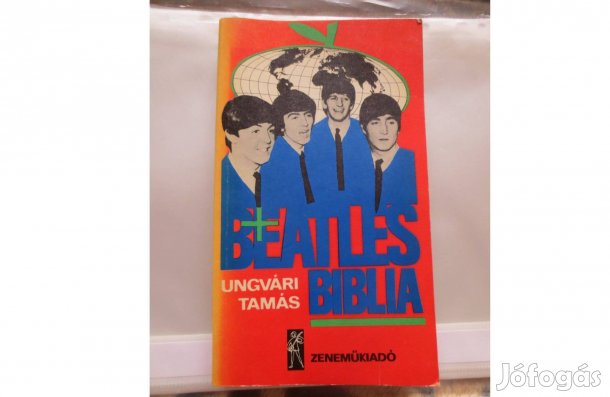 BEATLES
UNGVÁRI
TAMÁS
BIBLIA
ZENEMŰKIADÓ
Jófogás